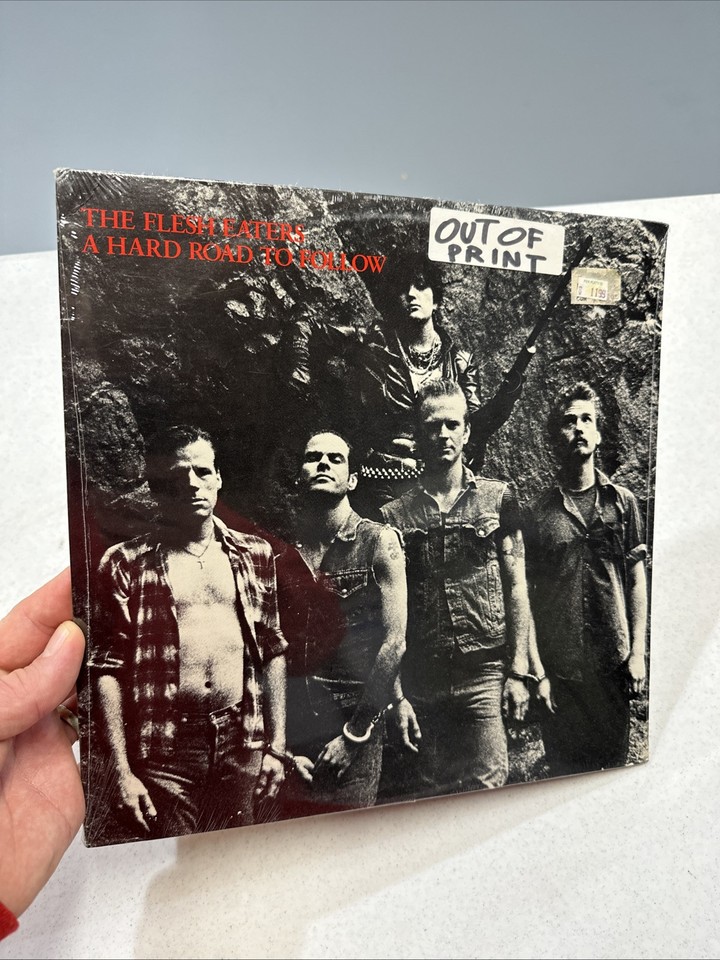 THE FLESH EATERS
A HARD ROAD TO FOLLOW
OUT OF
PRINT